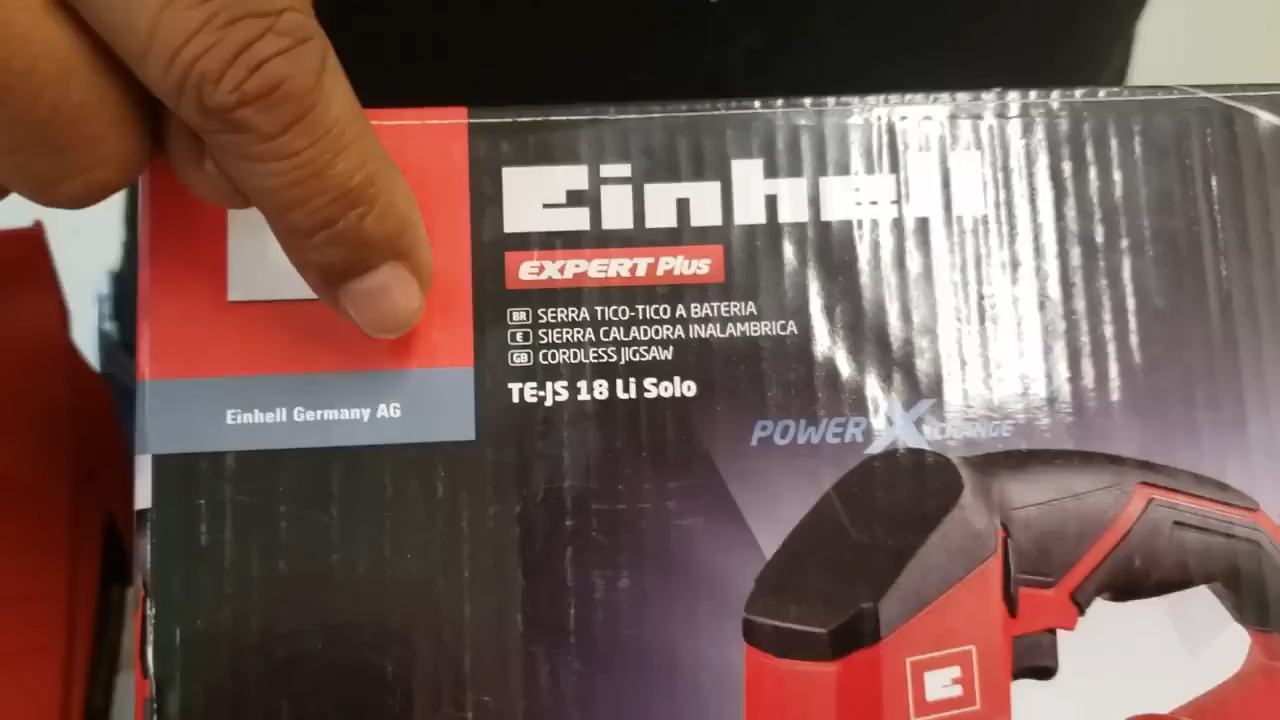 Einhell
EXPERT Plus
BR SERRA TICO-TICO A BATERIA
E SIERRA CALADORA INALAMBRICA
GB CORDLESS JIGSAW
TE-JS 18 Li Solo
Einhell Germany AG
POWER X CHANGE